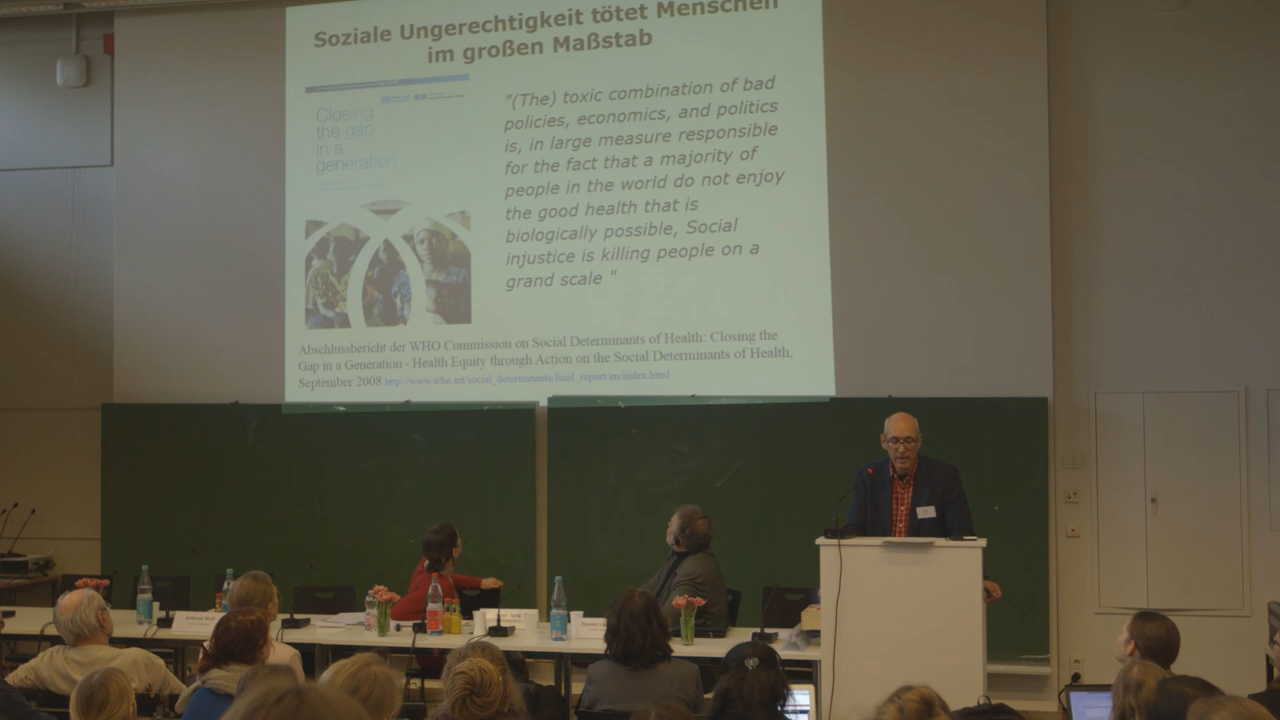 Soziale Ungerechtigkeit tötet Menschen
im großen Maßstab
Closing
the gap
in a
generation
"(The) toxic combination of bad
policies, economics, and politics
is, in large measure responsible
for the fact that a majority of
people in the world do not enjoy
the good health that is
biologically possible, Social
injustice is killing people on a
grand scale "
Abschlussbericht der WHO Commission on Social Determinants of Health: Closing the
Gap in a Generation - Health Equity through Action on the Social Determinants of Health,
September 2008 http://www.who.int/social_determinants/final_report/en/index.html